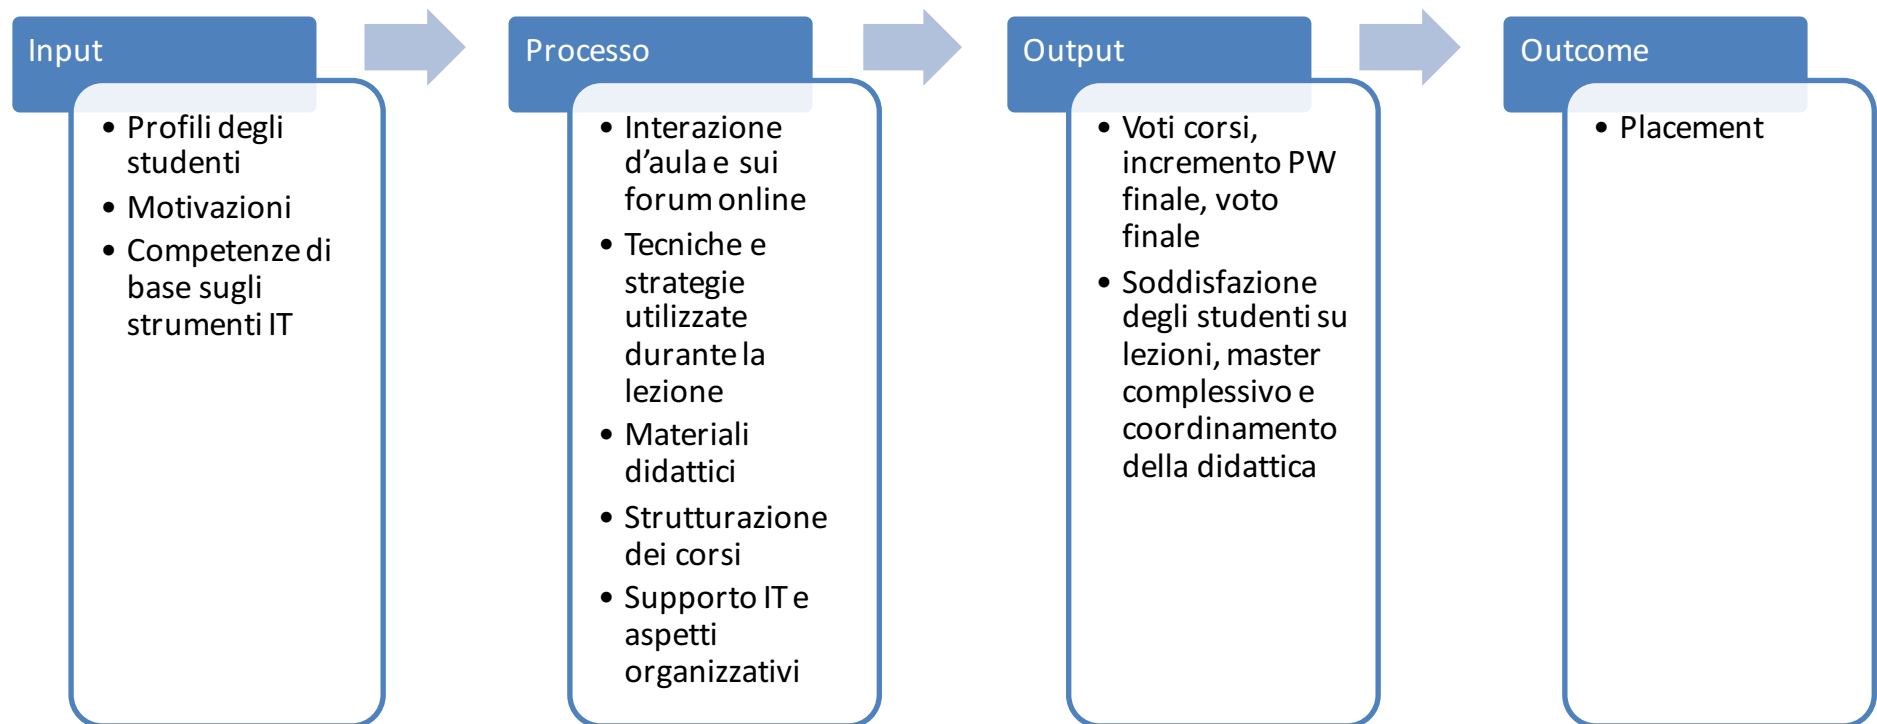 Input
• Profili degli
studenti
• Motivazioni
• Competenze di
base sugli
strumenti IT
Processo
• Interazione
d’aula e sui
forum online
• Tecniche e
strategie
utilizzate
durante la
lezione
• Materiali
didattici
• Strutturazione
dei corsi
• Supporto IT e
aspetti
organizzativi
Output
• Voti corsi,
incremento PW
finale, voto
finale
• Soddisfazione
degli studenti su
lezioni, master
complessivo e
coordinamento
della didattica
Outcome
• Placement